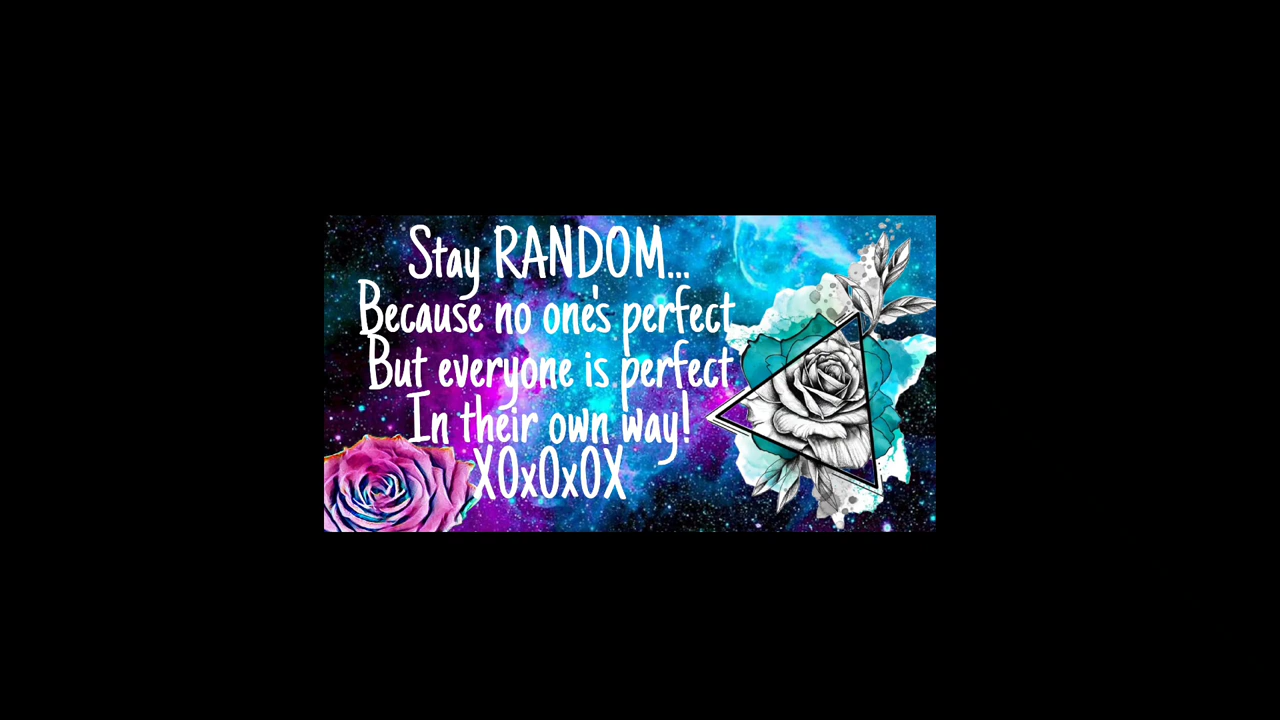 Stay RANDOM...
Because no one's perfect
But everyone is perfect
In their own way!
XOxOxOX